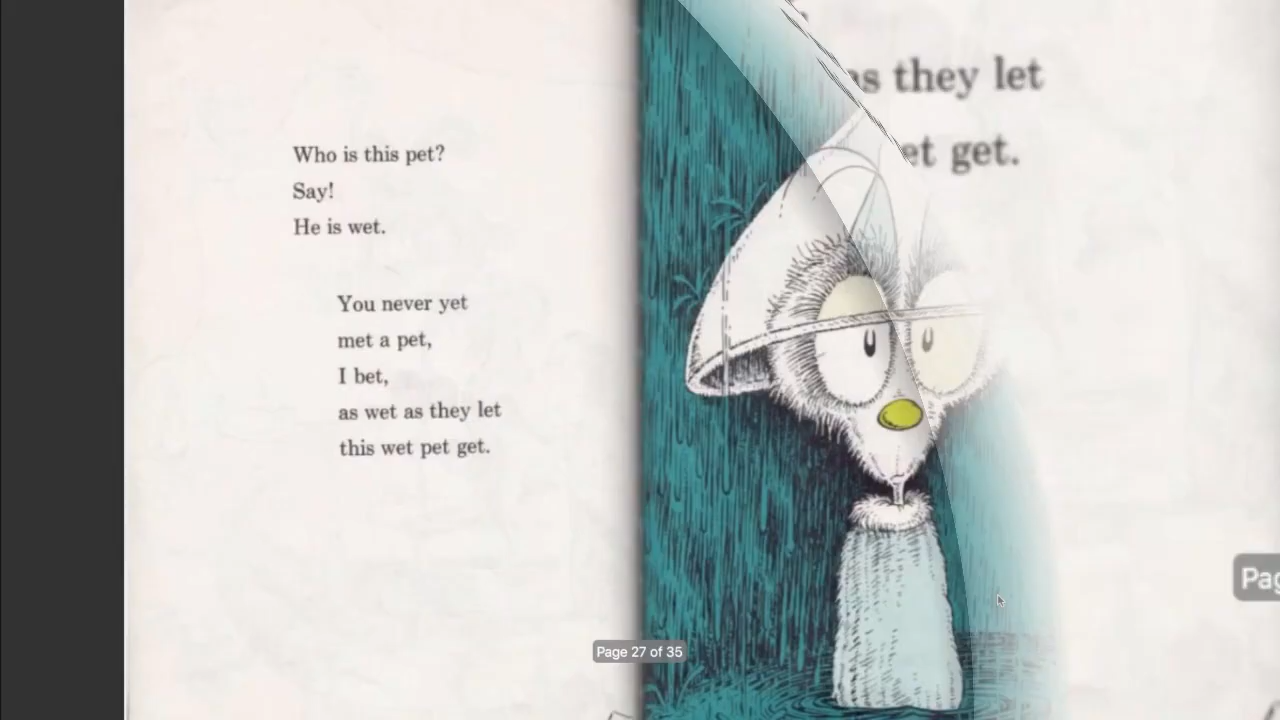 Who is this pet?
Say!
He is wet.
You never yet
met a pet,
I bet,
as wet as they let
this wet pet get.
as they let
get.
Page 27 of 35